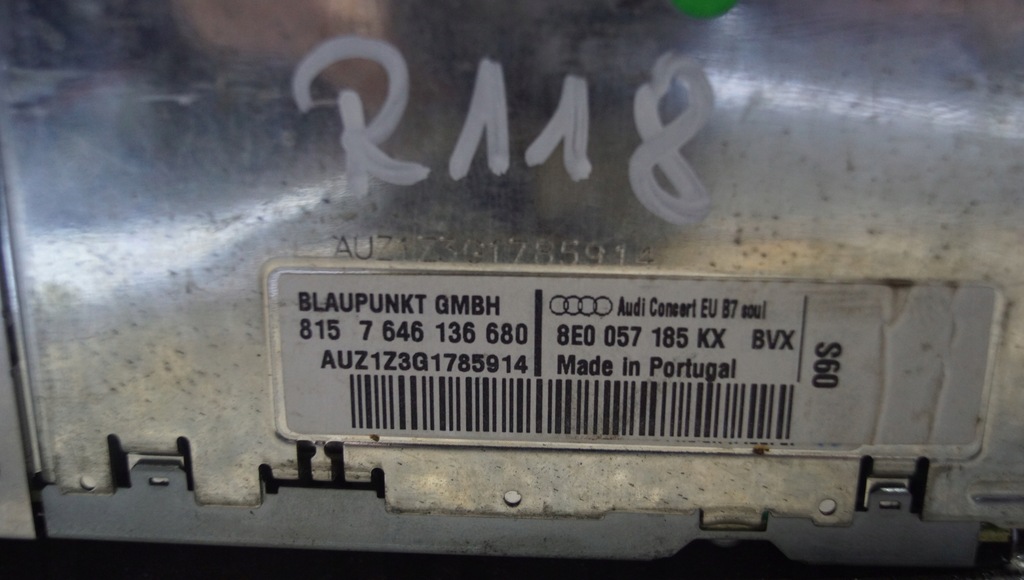 R118
AUZ1Z3G1785914
BLAUPUNKT GMBH
815 7 646 136 680
AUZ1Z3G1785914
Audi Concert EU B7 soul
8E0 057 185 KX BVX
Made in Portugal
S60